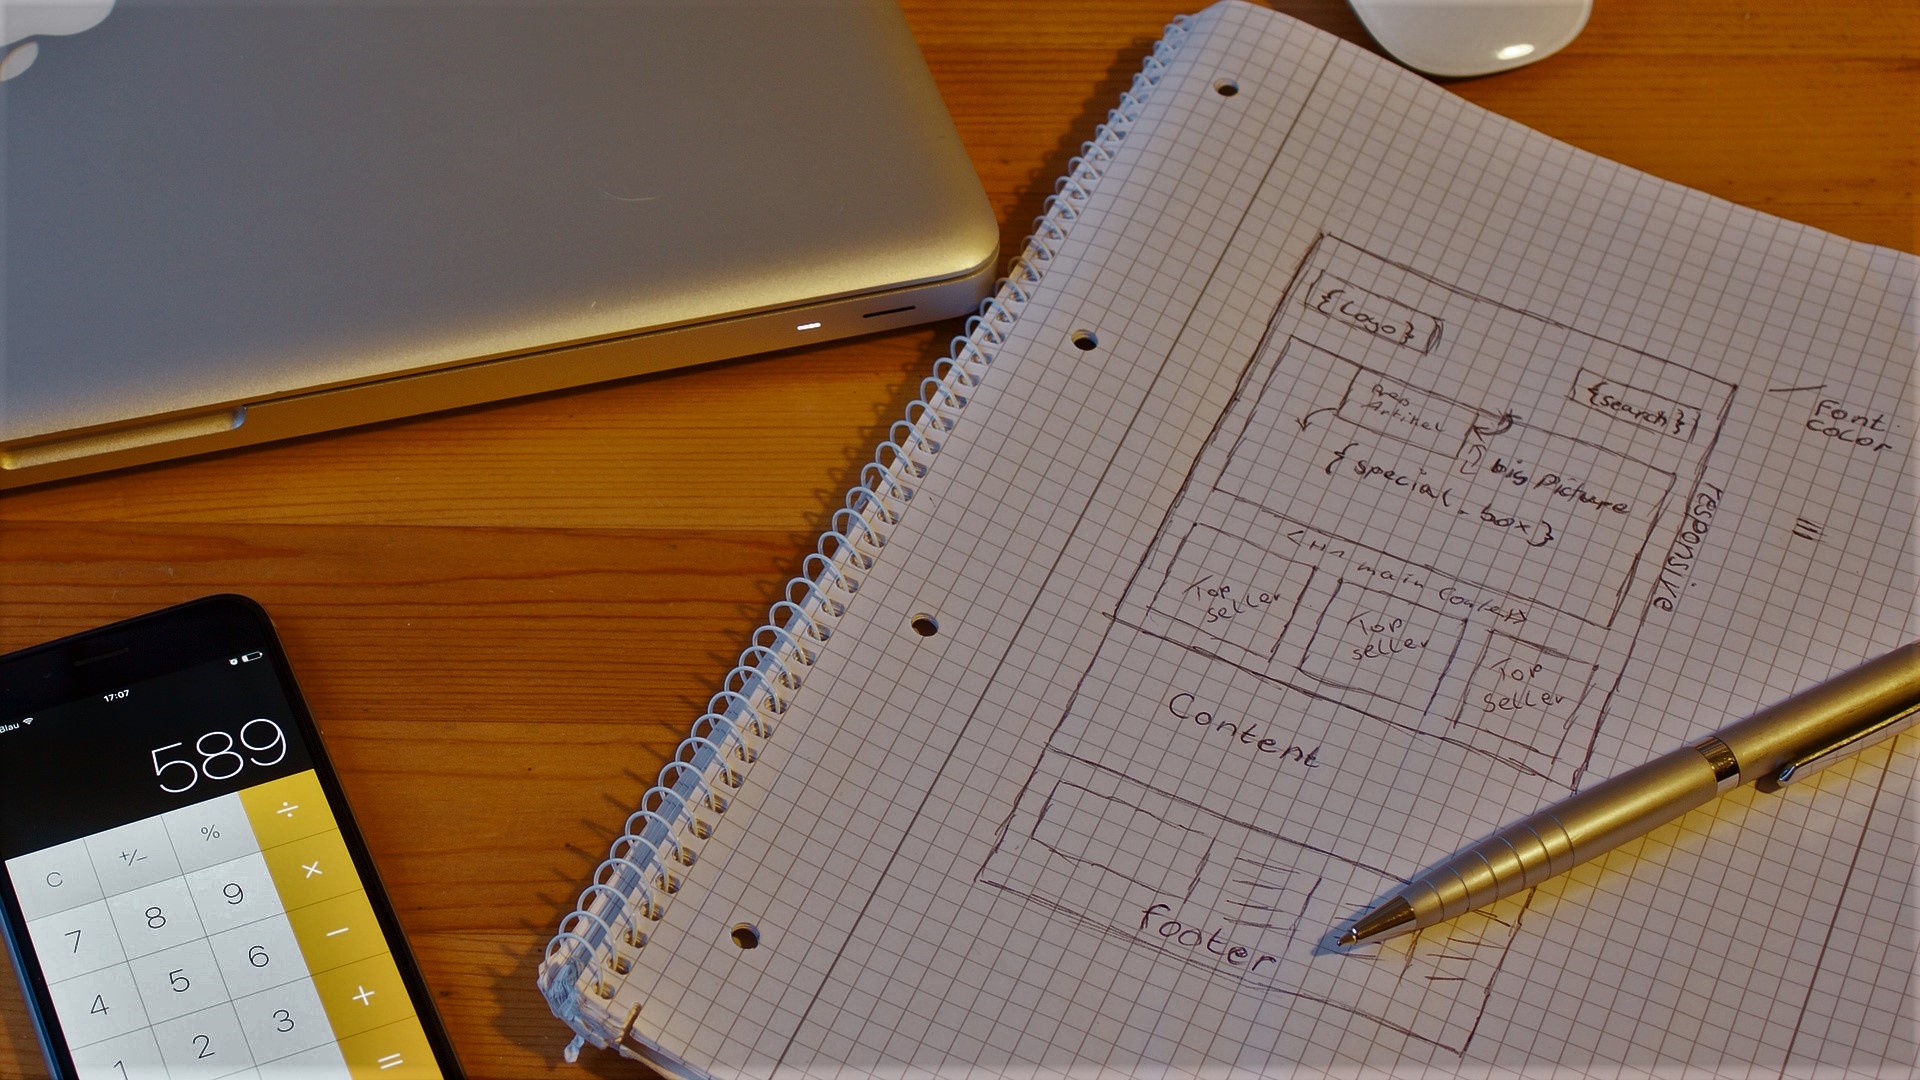 Blau
17:07
589
C +/- % ÷
7 8 9 ×
4 5 6 −
1 2 3 +
=
{Logo}
{search}
Artikel
big Picture
{special.box}
<H1 main Content>
Top
seller
Top
seller
Top
seller
responsive
Font
color
Content
footer